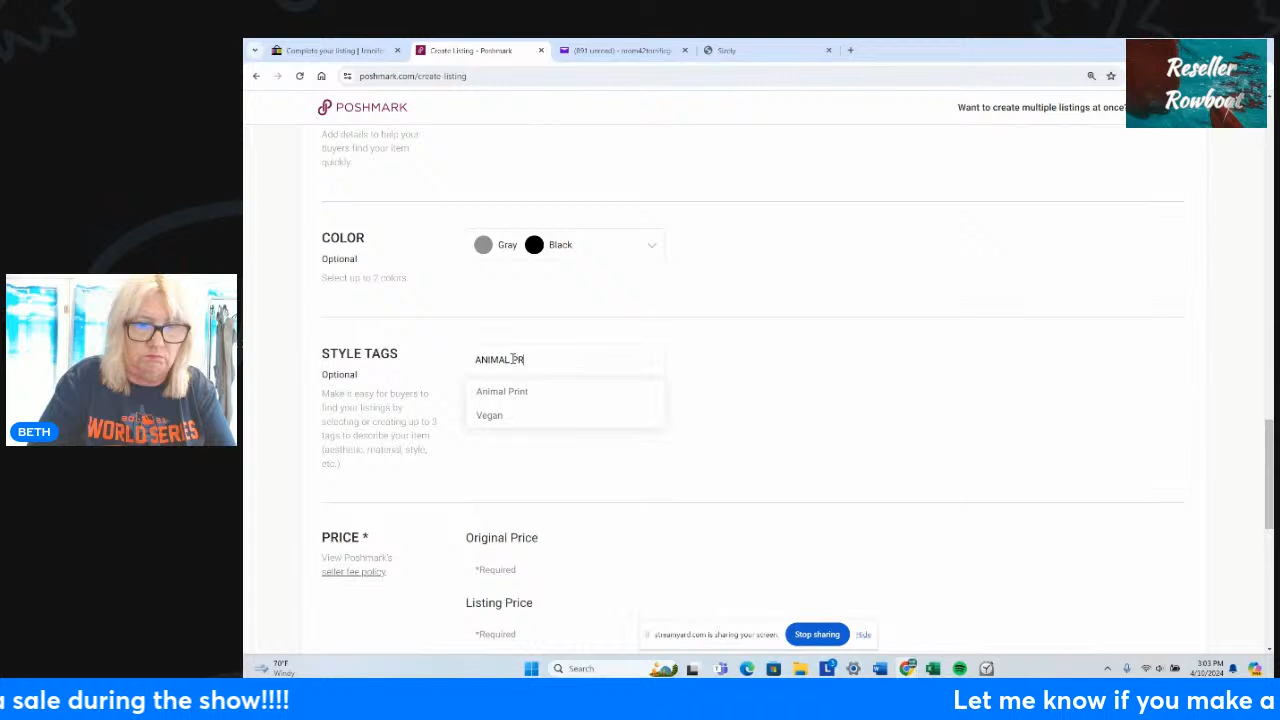 Complete your listing | Jennife
Create Listing - Poshmark
(891 unread) - room42terrificg
Sizely
poshmark.com/create-listing
Reseller
Rowboat
POSHMARK
Want to create multiple listings at once?
Add details to help your
buyers find your item
quickly.
COLOR
Gray
Black
Optional
Select up to 2 colors.
STYLE TAGS
ANIMAL PR
Optional
Animal Print
Make it easy for buyers to
find your listings by
selecting or creating up to 3
tags to describe your item
(aesthetic, material, style,
etc.)
Vegan
WORLD SERIES
BETH
PRICE *
Original Price
View Poshmark's
seller fee policy.
*Required
Listing Price
*Required
streamyard.com is sharing your screen.
Stop sharing
Hide
70°F
Windy
Search
3:03 PM
4/10/2024
a sale during the show!!!!
Let me know if you make a